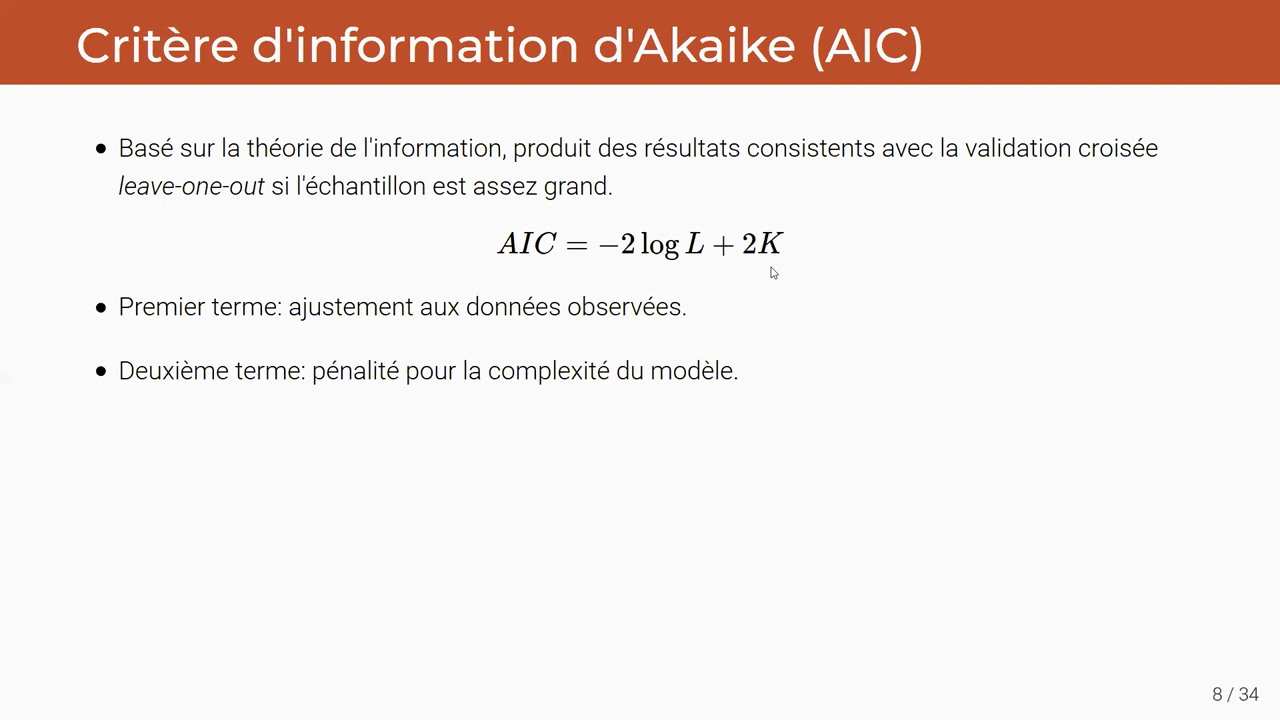 Critère d'information d'Akaike (AIC)
• Basé sur la théorie de l'information, produit des résultats consistents avec la validation croisée
leave-one-out si l'échantillon est assez grand.
AIC = −2 log L + 2K
• Premier terme: ajustement aux données observées.
• Deuxième terme: pénalité pour la complexité du modèle.
8 / 34